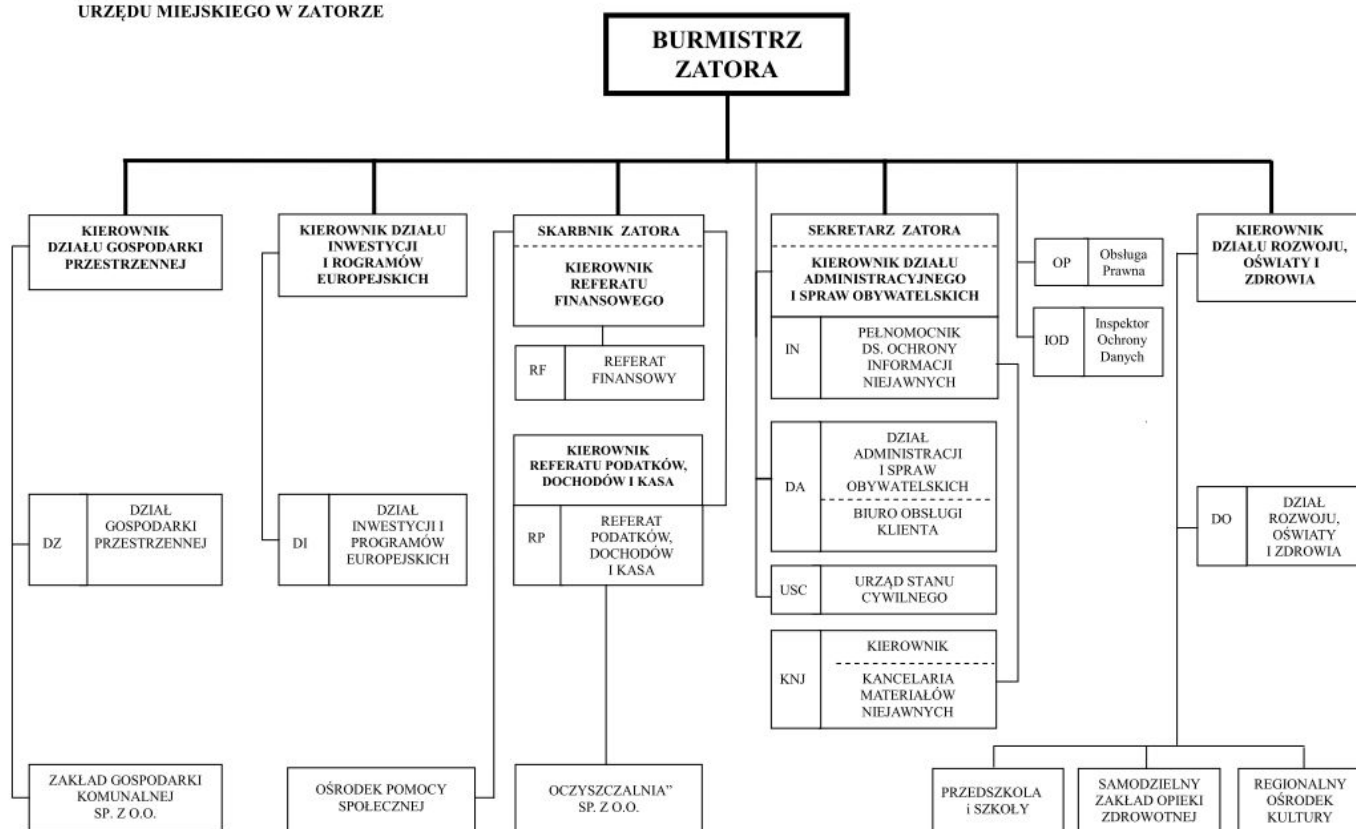 URZĘDU MIEJSKIEGO W ZATORZE
BURMISTRZ
ZATORA
KIEROWNIK
DZIAŁU GOSPODARKI
PRZESTRZENNEJ
KIEROWNIK DZIAŁU
INWESTYCJI
I ROGRAMÓW
EUROPEJSKICH
SKARBNIK ZATORA
KIEROWNIK
REFERATU
FINANSOWEGO
SEKRETARZ ZATORA
KIEROWNIK DZIAŁU
ADMINISTRACYJNEGO
I SPRAW OBYWATELSKICH
OP
Obsługa
Prawna
KIEROWNIK
DZIAŁU ROZWOJU,
OŚWIATY I
ZDROWIA
IN
PEŁNOMOCNIK
DS. OCHRONY
INFORMACJI
NIEJAWNYCH
IOD
Inspektor
Ochrony
Danych
RF
REFERAT
FINANSOWY
KIEROWNIK
REFERATU PODATKÓW,
DOCHODÓW I KASA
DZ
DZIAŁ
GOSPODARKI
PRZESTRZENNEJ
DI
DZIAŁ
INWESTYCJI I
PROGRAMÓW
EUROPEJSKICH
RP
REFERAT
PODATKÓW,
DOCHODÓW
I KASA
DA
DZIAŁ
ADMINISTRACJI
I SPRAW
OBYWATELSKICH
BIURO OBSŁUGI
KLIENTA
DO
DZIAŁ
ROZWOJU,
OŚWIATY
I ZDROWIA
USC
URZĄD STANU
CYWILNEGO
KNJ
KIEROWNIK
KANCELARIA
MATERIAŁÓW
NIEJAWNYCH
ZAKŁAD GOSPODARKI
KOMUNALNEJ
SP. Z O.O.
OŚRODEK POMOCY
SPOŁECZNEJ
OCZYSZCZALNIA”
SP. Z O.O.
PRZEDSZKOLA
i SZKOŁY
SAMODZIELNY
ZAKŁAD OPIEKI
ZDROWOTNEJ
REGIONALNY
OŚRODEK
KULTURY